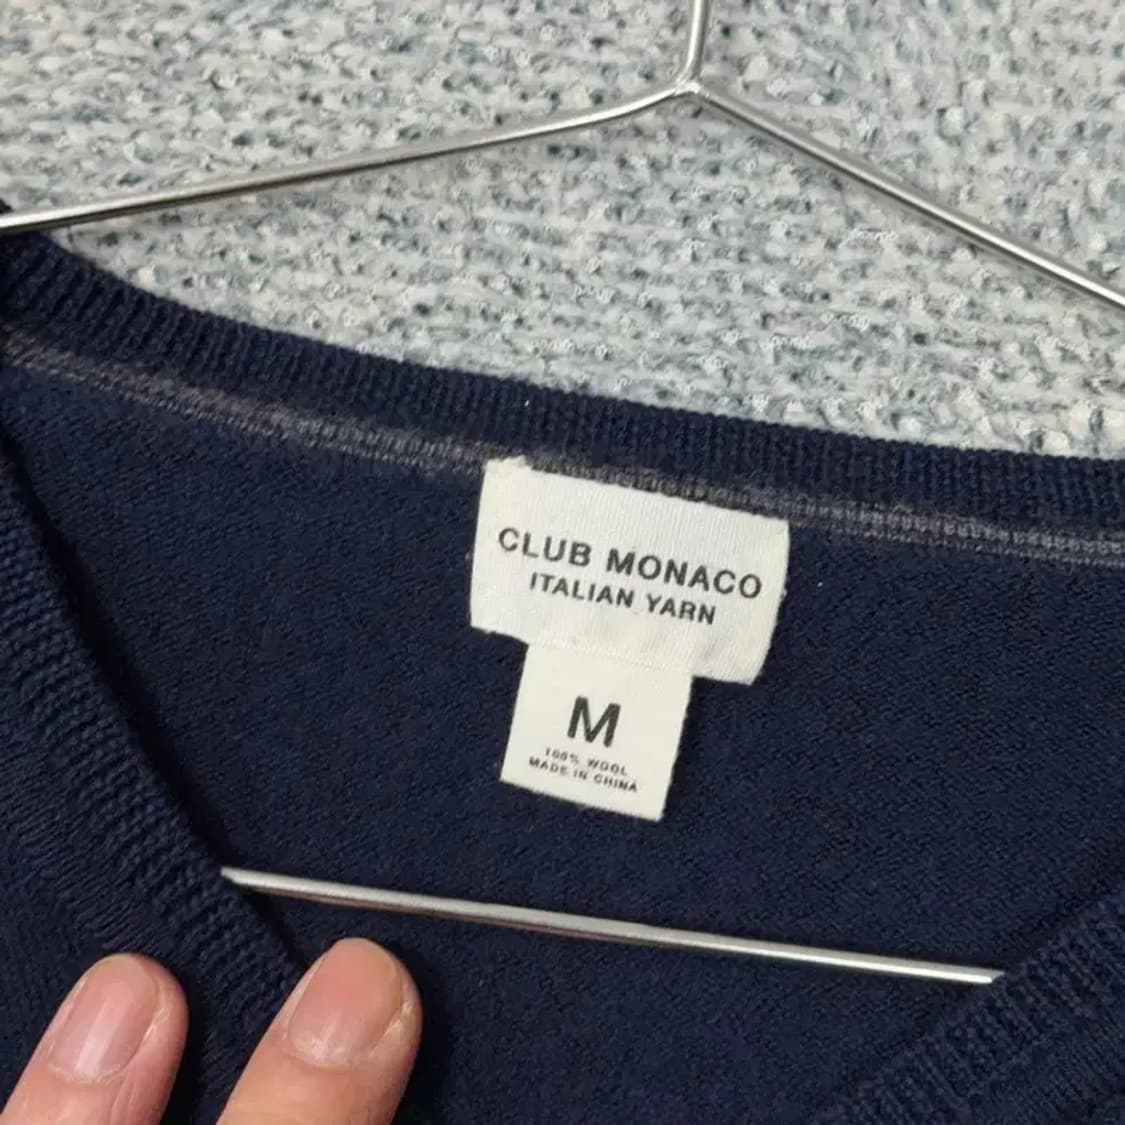 CLUB MONACO
ITALIAN YARN
M
100% WOOL
MADE IN CHINA